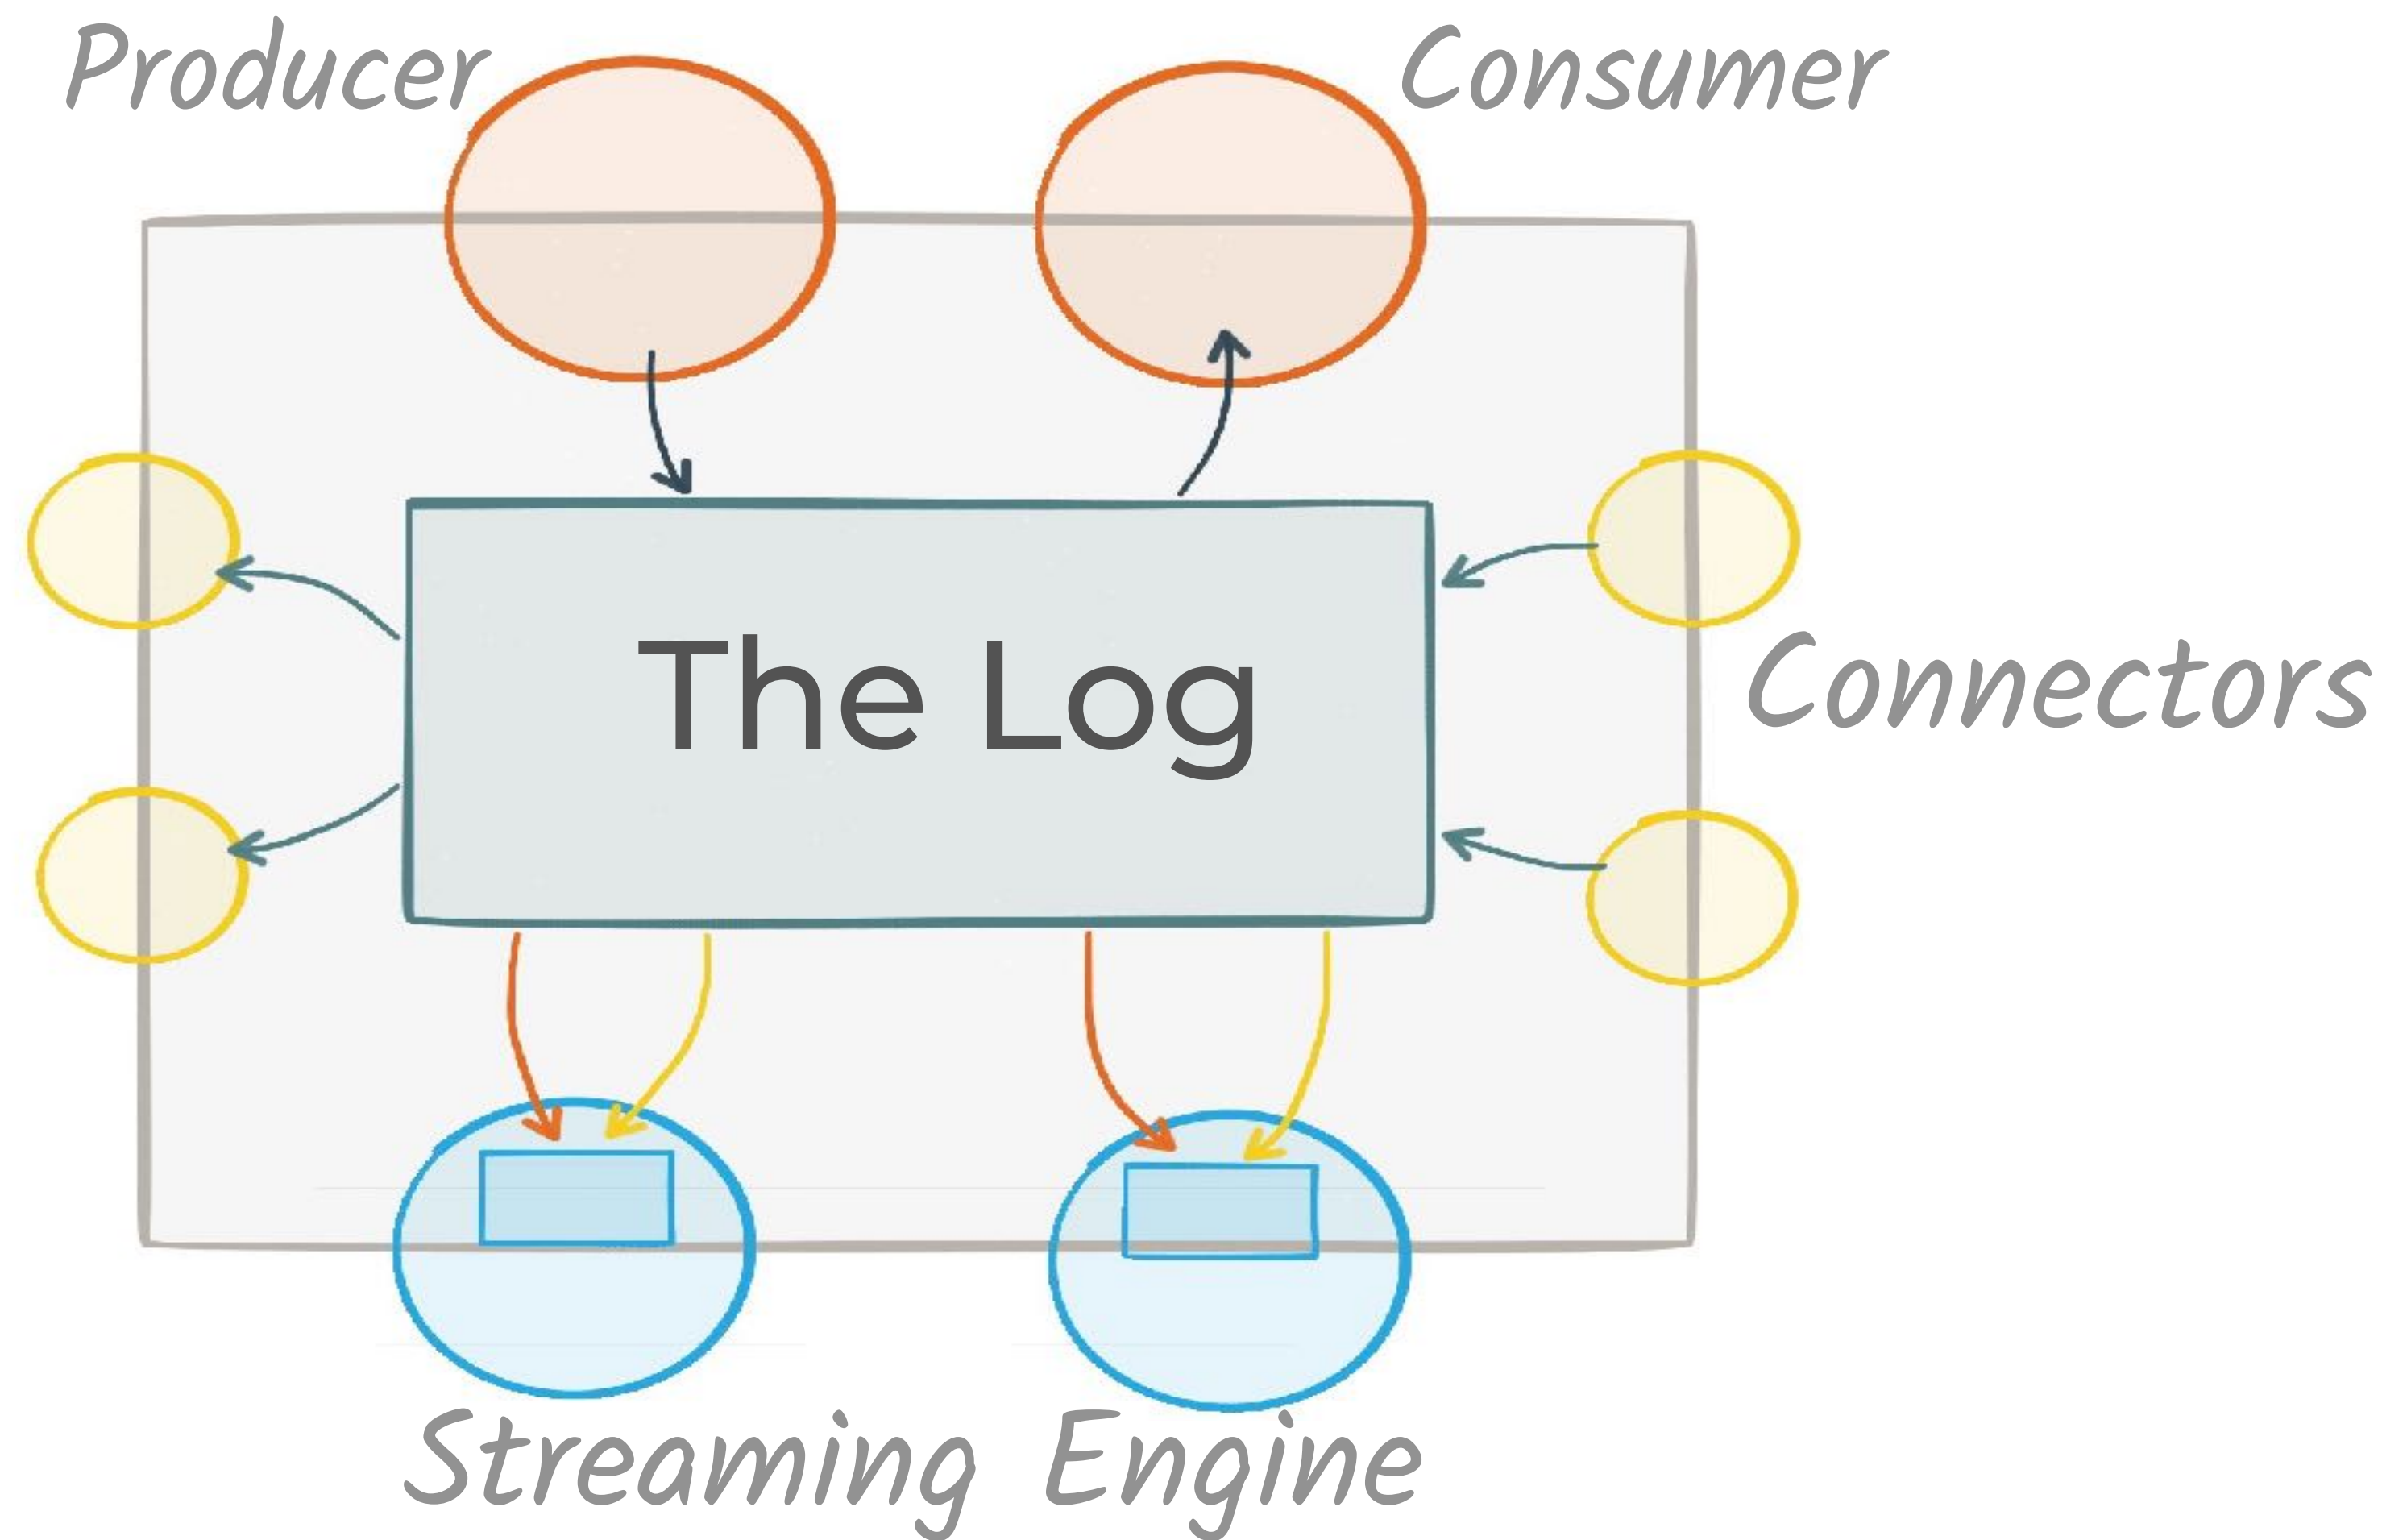 Producer
Consumer
The Log
Connectors
Streaming Engine